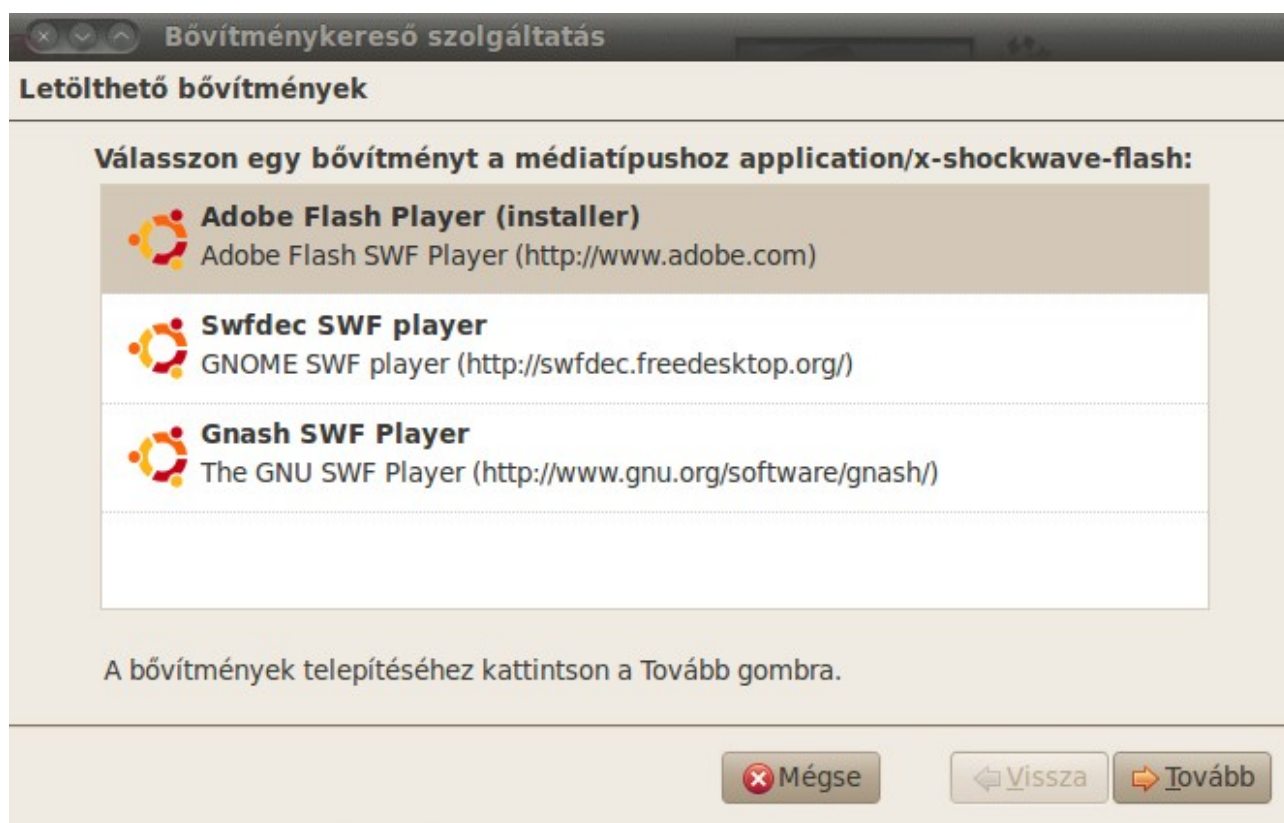 Bővítménykereső szolgáltatás
Letölthető bővítmények
Válasszon egy bővítményt a médiatípushoz application/x-shockwave-flash:
Adobe Flash Player (installer)
Adobe Flash SWF Player (http://www.adobe.com)
Swfdec SWF player
GNOME SWF player (http://swfdec.freedesktop.org/)
Gnash SWF Player
The GNU SWF Player (http://www.gnu.org/software/gnash/)
A bővítmények telepítéséhez kattintson a Tovább gombra.
Mégse Vissza Tovább